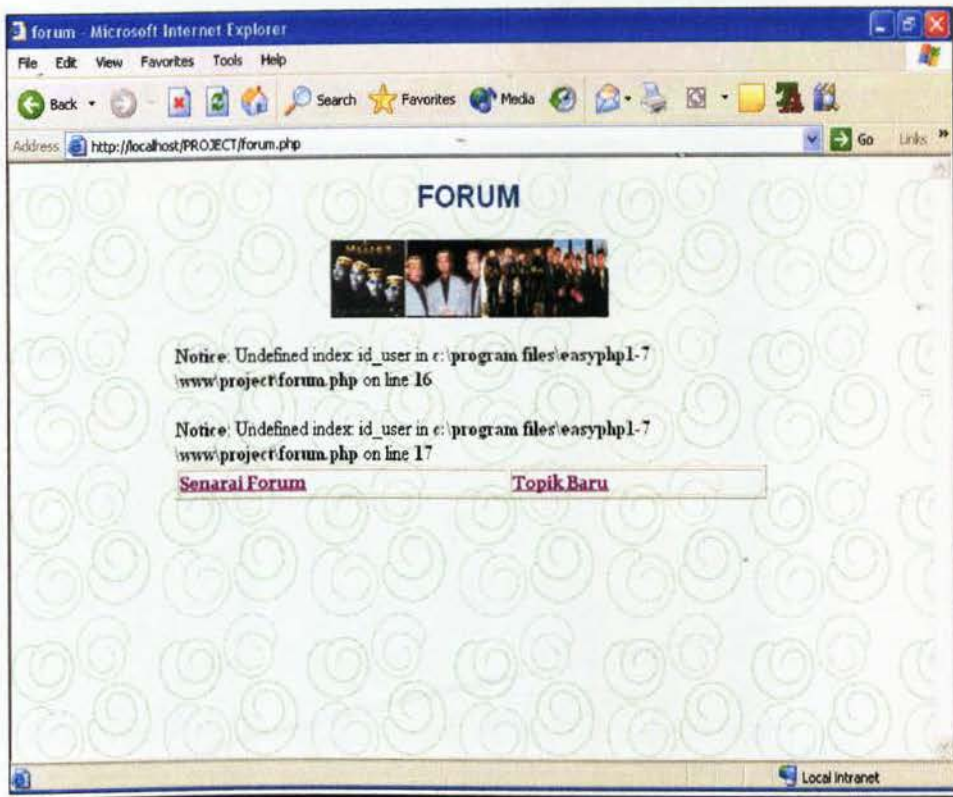 forum - Microsoft Internet Explorer
File Edit View Favorites Tools Help
Back Search Favorites Media
Address http://localhost/PROJECT/forum.php Go Links »
FORUM
Notice: Undefined index: id_user in c:\program files\easyphp1-7
\www\project\forum.php on line 16
Notice: Undefined index: id_user in c:\program files\easyphp1-7
\www\project\forum.php on line 17
Senarai Forum Topik Baru
Local intranet